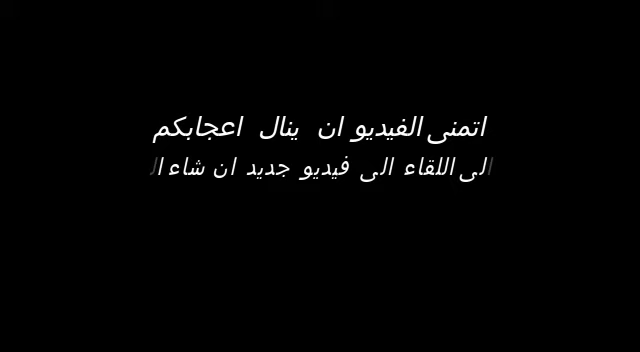 اتمنى الفيديو ان ينال اعجابكم
الى اللقاء الى فيديو جديد ان شاء